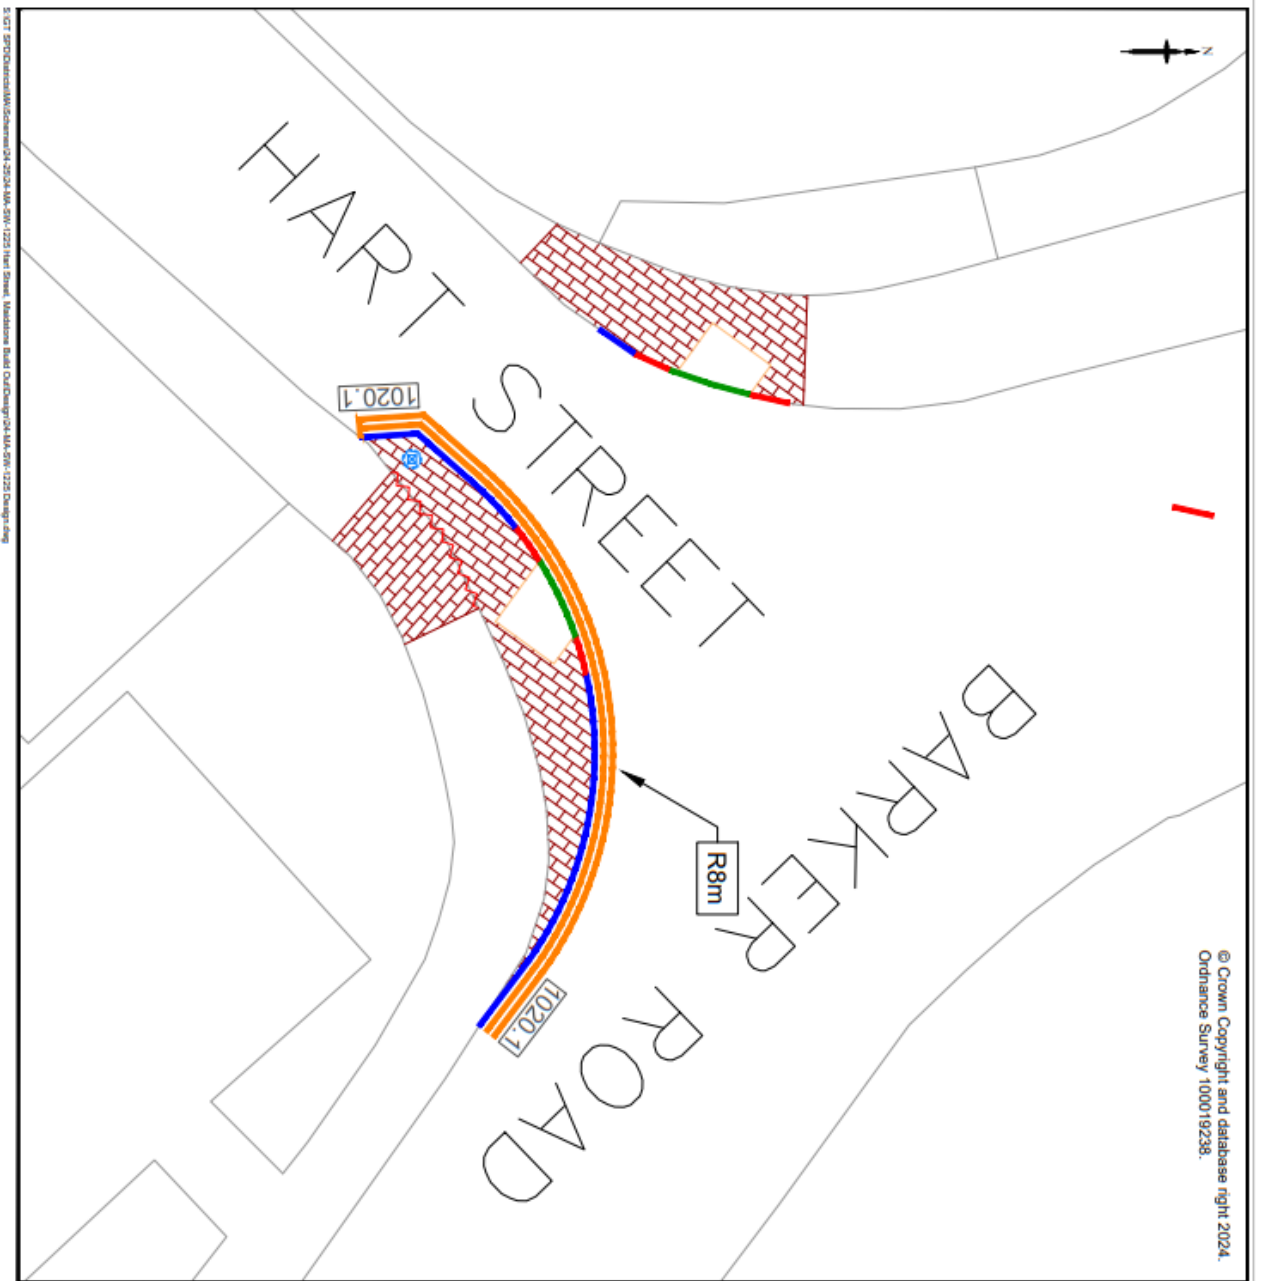 N
HART STREET
BARKER ROAD
1020.1
1020.1
R8m
© Crown Copyright and database right 2024.
Ordnance Survey 100019238.